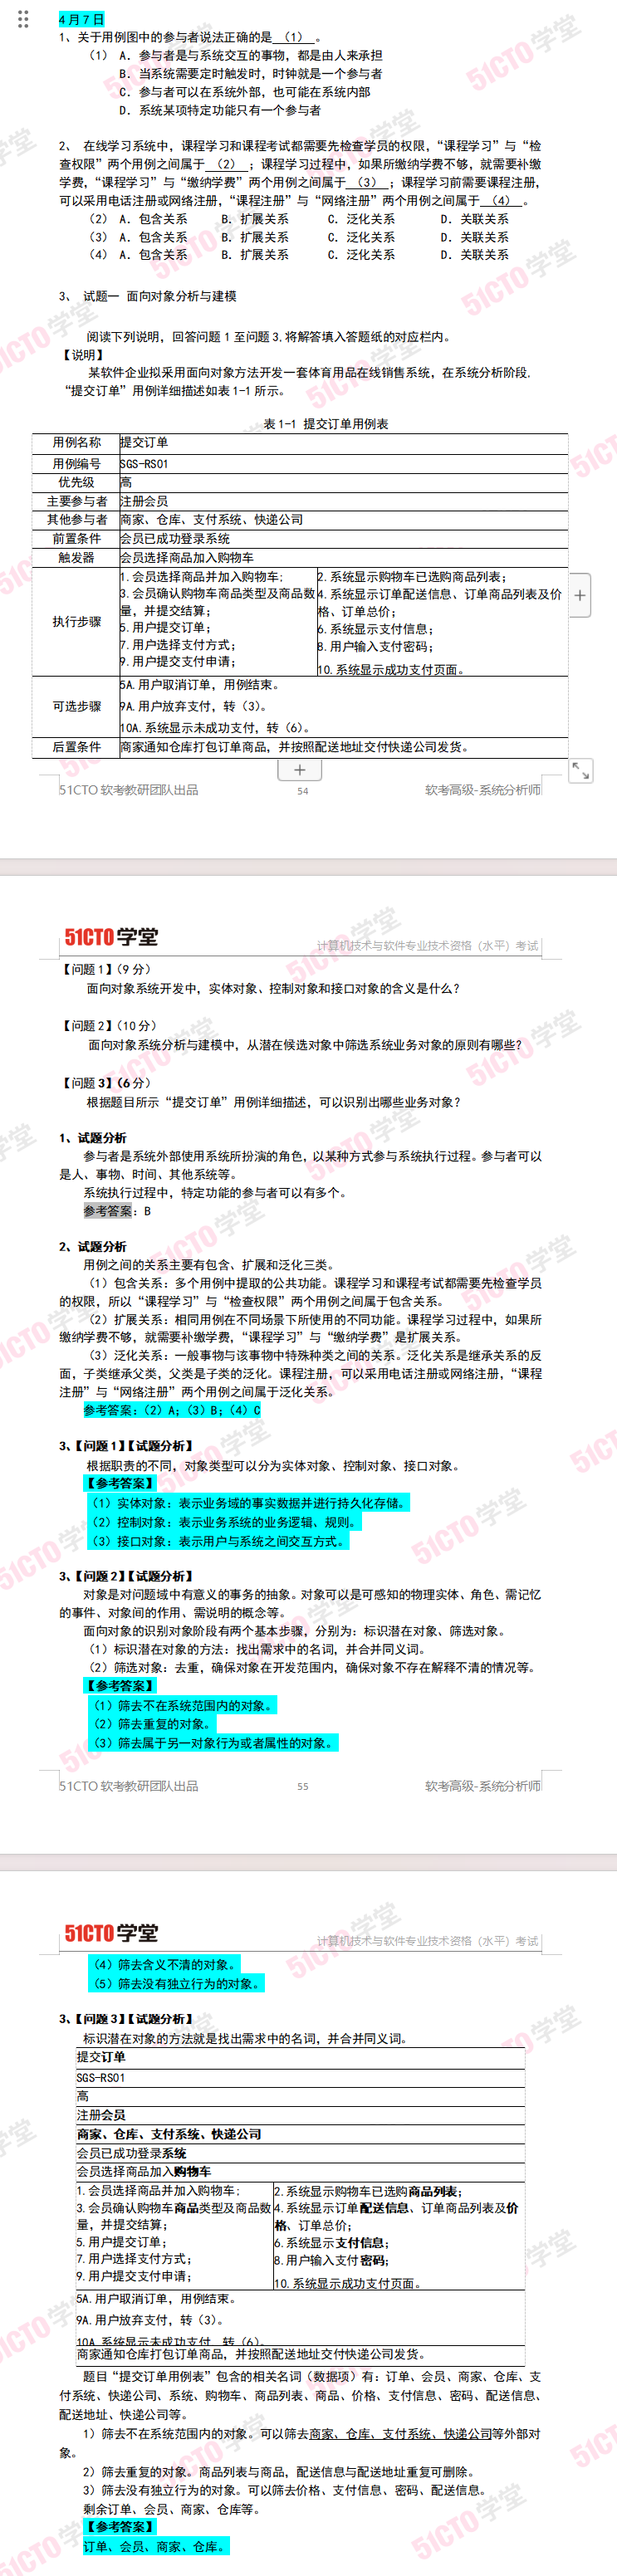 4月7日
1、关于用例图中的参与者说法正确的是 （1） 。
（1） A. 参与者是与系统交互的事物，都是由人来承担
B. 当系统需要定时触发时，时钟就是一个参与者
C. 参与者可以在系统外部，也可能在系统内部
D. 系统某项特定功能只有一个参与者
2、 在线学习系统中，课程学习和课程考试都需要先检查学员的权限，“课程学习”与“检
查权限”两个用例之间属于 （2） ；课程学习过程中，如果所缴纳学费不够，就需要补缴
学费，“课程学习”与“缴纳学费”两个用例之间属于 （3） ；课程学习前需要课程注册，
可以采用电话注册或网络注册，“课程注册”与“网络注册”两个用例之间属于 （4） 。
（2） A. 包含关系 B. 扩展关系 C. 泛化关系 D. 关联关系
（3） A. 包含关系 B. 扩展关系 C. 泛化关系 D. 关联关系
（4） A. 包含关系 B. 扩展关系 C. 泛化关系 D. 关联关系
3、 试题一 面向对象分析与建模
阅读下列说明，回答问题 1 至问题 3,将解答填入答题纸的对应栏内。
【说明】
某软件企业拟采用面向对象方法开发一套体育用品在线销售系统，在系统分析阶段,
“提交订单”用例详细描述如表 1-1 所示。
表 1-1 提交订单用例表
用例名称 提交订单
用例编号 SGS-RS01
优先级 高
主要参与者 注册会员
其他参与者 商家、仓库、支付系统、快递公司
前置条件 会员已成功登录系统
触发器 会员选择商品加入购物车
执行步骤
1.会员选择商品并加入购物车;
3.会员确认购物车商品类型及商品数
量，并提交结算；
5.用户提交订单；
7.用户选择支付方式；
9.用户提交支付申请；
2.系统显示购物车已选购商品列表；
4.系统显示订单配送信息、订单商品列表及价
格、订单总价；
6.系统显示支付信息；
8.用户输入支付密码；
10.系统显示成功支付页面。
可选步骤
5A.用户取消订单，用例结束。
9A.用户放弃支付，转（3）。
10A.系统显示未成功支付，转（6）。
后置条件 商家通知仓库打包订单商品，并按照配送地址交付快递公司发货。
51CTO 软考教研团队出品 54 软考高级-系统分析师
51CTO学堂 计算机技术与软件专业技术资格（水平）考试
【问题 1】（9 分）
面向对象系统开发中，实体对象、控制对象和接口对象的含义是什么？
【问题 2】（10 分）
面向对象系统分析与建模中，从潜在候选对象中筛选系统业务对象的原则有哪些？
【问题 3】（6 分）
根据题目所示“提交订单”用例详细描述，可以识别出哪些业务对象？
1、试题分析
参与者是系统外部使用系统所扮演的角色，以某种方式参与系统执行过程。参与者可以
是人、事物、时间、其他系统等。
系统执行过程中，特定功能的参与者可以有多个。
参考答案：B
2、试题分析
用例之间的关系主要有包含、扩展和泛化三类。
（1）包含关系：多个用例中提取的公共功能。课程学习和课程考试都需要先检查学员
的权限，所以“课程学习”与“检查权限”两个用例之间属于包含关系。
（2）扩展关系：相同用例在不同场景下所使用的不同功能。课程学习过程中，如果所
缴纳学费不够，就需要补缴学费，“课程学习”与“缴纳学费”是扩展关系。
（3）泛化关系：一般事物与该事物中特殊种类之间的关系。泛化关系是继承关系的反
面，子类继承父类，父类是子类的泛化。课程注册，可以采用电话注册或网络注册，“课程
注册”与“网络注册”两个用例之间属于泛化关系。
参考答案：（2）A；（3）B；（4）C
3、【问题 1】【试题分析】
根据职责的不同，对象类型可以分为实体对象、控制对象、接口对象。
【参考答案】
（1）实体对象：表示业务域的事实数据并进行持久化存储。
（2）控制对象：表示业务系统的业务逻辑、规则。
（3）接口对象：表示用户与系统之间交互方式。
3、【问题 2】【试题分析】
对象是对问题域中有意义的事务的抽象。对象可以是可感知的物理实体、角色、需记忆
的事件、对象间的作用、需说明的概念等。
面向对象的识别对象阶段有两个基本步骤，分别为：标识潜在对象、筛选对象。
（1）标识潜在对象的方法：找出需求中的名词，并合并同义词。
（2）筛选对象：去重，确保对象在开发范围内，确保对象不存在解释不清的情况等。
【参考答案】
（1）筛去不在系统范围内的对象。
（2）筛去重复的对象。
（3）筛去属于另一对象行为或者属性的对象。
51CTO 软考教研团队出品 55 软考高级-系统分析师
51CTO学堂 计算机技术与软件专业技术资格（水平）考试
（4）筛去含义不清的对象。
（5）筛去没有独立行为的对象。
3、【问题 3】【试题分析】
标识潜在对象的方法就是找出需求中的名词，并合并同义词。
提交订单
SGS-RS01
高
注册会员
商家、仓库、支付系统、快递公司
会员已成功登录系统
会员选择商品加入购物车
1.会员选择商品并加入购物车;
3.会员确认购物车商品类型及商品数
量，并提交结算；
5.用户提交订单；
7.用户选择支付方式；
9.用户提交支付申请；
2.系统显示购物车已选购商品列表；
4.系统显示订单配送信息、订单商品列表及价
格、订单总价；
6.系统显示支付信息；
8.用户输入支付密码；
10.系统显示成功支付页面。
5A.用户取消订单，用例结束。
9A.用户放弃支付，转（3）。
10A.系统显示未成功支付，转（6）。
商家通知仓库打包订单商品，并按照配送地址交付快递公司发货。
题目“提交订单用例表”包含的相关名词（数据项）有：订单、会员、商家、仓库、支
付系统、快递公司、系统、购物车、商品列表、商品、价格、支付信息、密码、配送信息、
配送地址、快递公司等。
1）筛去不在系统范围内的对象。可以筛去商家、仓库、支付系统、快递公司等外部对
象。
2）筛去重复的对象。商品列表与商品，配送信息与配送地址重复可删除。
3）筛去没有独立行为的对象。可以筛去价格、支付信息、密码、配送信息。
剩余订单、会员、商家、仓库等。
【参考答案】
订单、会员、商家、仓库。